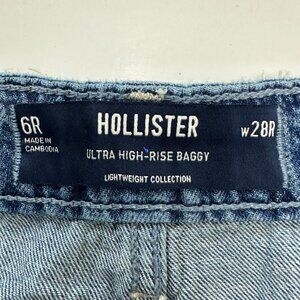 6R HOLLISTER W28R
MADE IN
CAMBODIA
ULTRA HIGH-RISE BAGGY
LIGHTWEIGHT COLLECTION